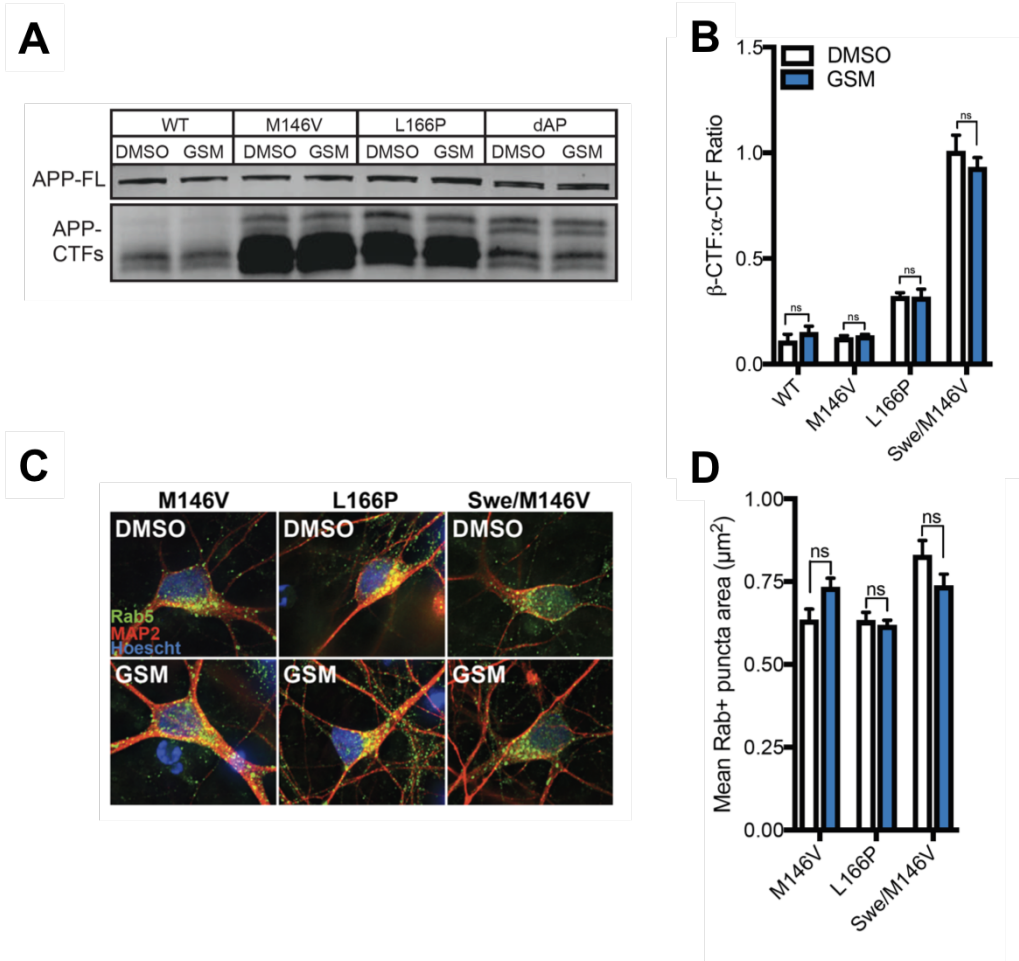 A
WT M146V L166P dAP
DMSO GSM DMSO GSM DMSO GSM DMSO GSM
APP-FL
APP-
CTFs
B
β-CTF:α-CTF Ratio
1.5
1.0
0.5
0.0
DMSO
GSM
ns
ns
ns
ns
WT
M146V
L166P
Swe/M146V
C
M146V L166P Swe/M146V
DMSO DMSO DMSO
Rab5
MAP2
Hoescht
GSM GSM GSM
D
Mean Rab+ puncta area (μm²)
1.00
0.75
0.50
0.25
0.00
ns
ns
ns
M146V
L166P
Swe/M146V